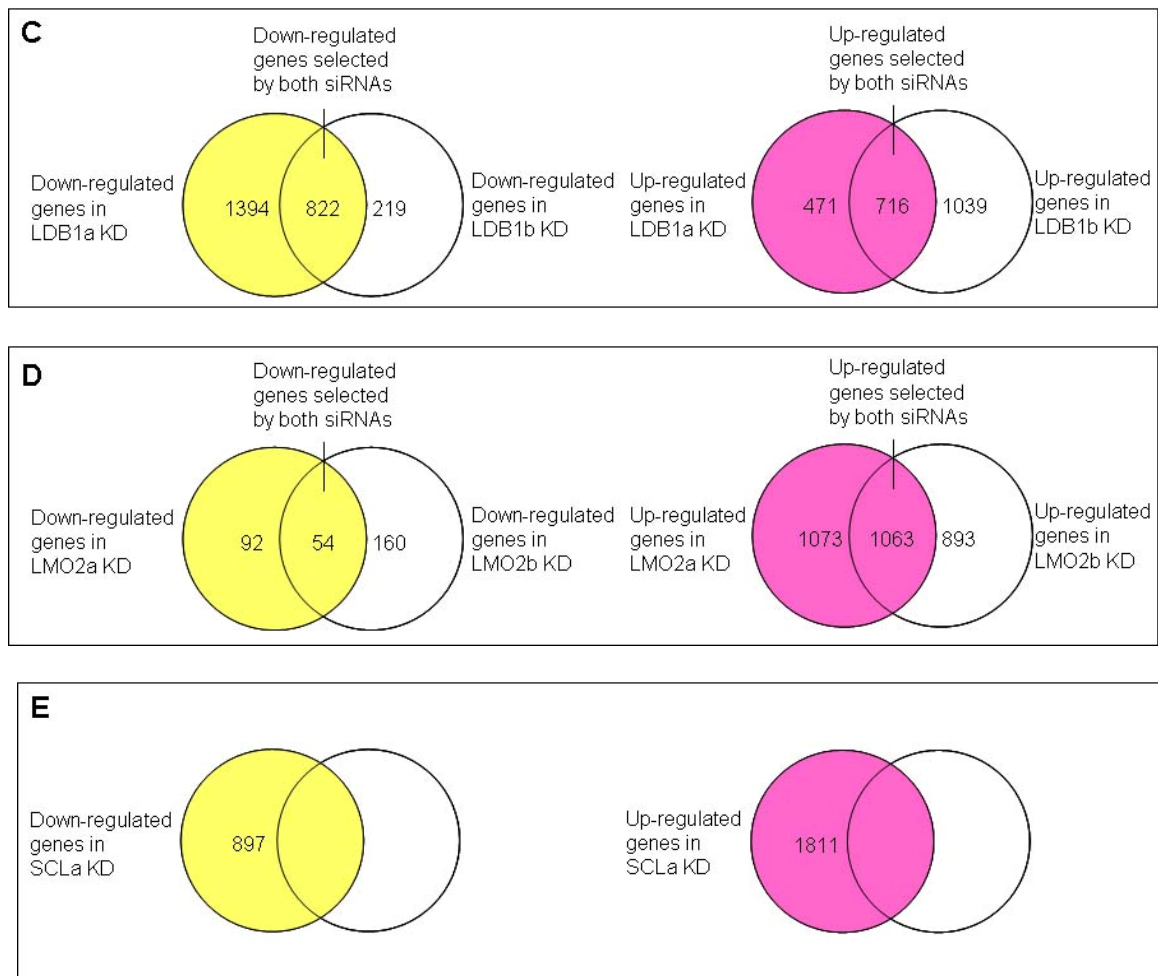 C
Down-regulated
genes selected
by both siRNAs
Down-regulated
genes in
LDB1a KD
1394
822
219
Down-regulated
genes in
LDB1b KD
Up-regulated
genes selected
by both siRNAs
Up-regulated
genes in
LDB1a KD
471
716
1039
Up-regulated
genes in
LDB1b KD
D
Down-regulated
genes selected
by both siRNAs
Down-regulated
genes in
LMO2a KD
92
54
160
Down-regulated
genes in
LMO2b KD
Up-regulated
genes selected
by both siRNAs
Up-regulated
genes in
LMO2a KD
1073
1063
893
Up-regulated
genes in
LMO2b KD
E
Down-regulated
genes in
SCLa KD
897
Up-regulated
genes in
SCLa KD
1811